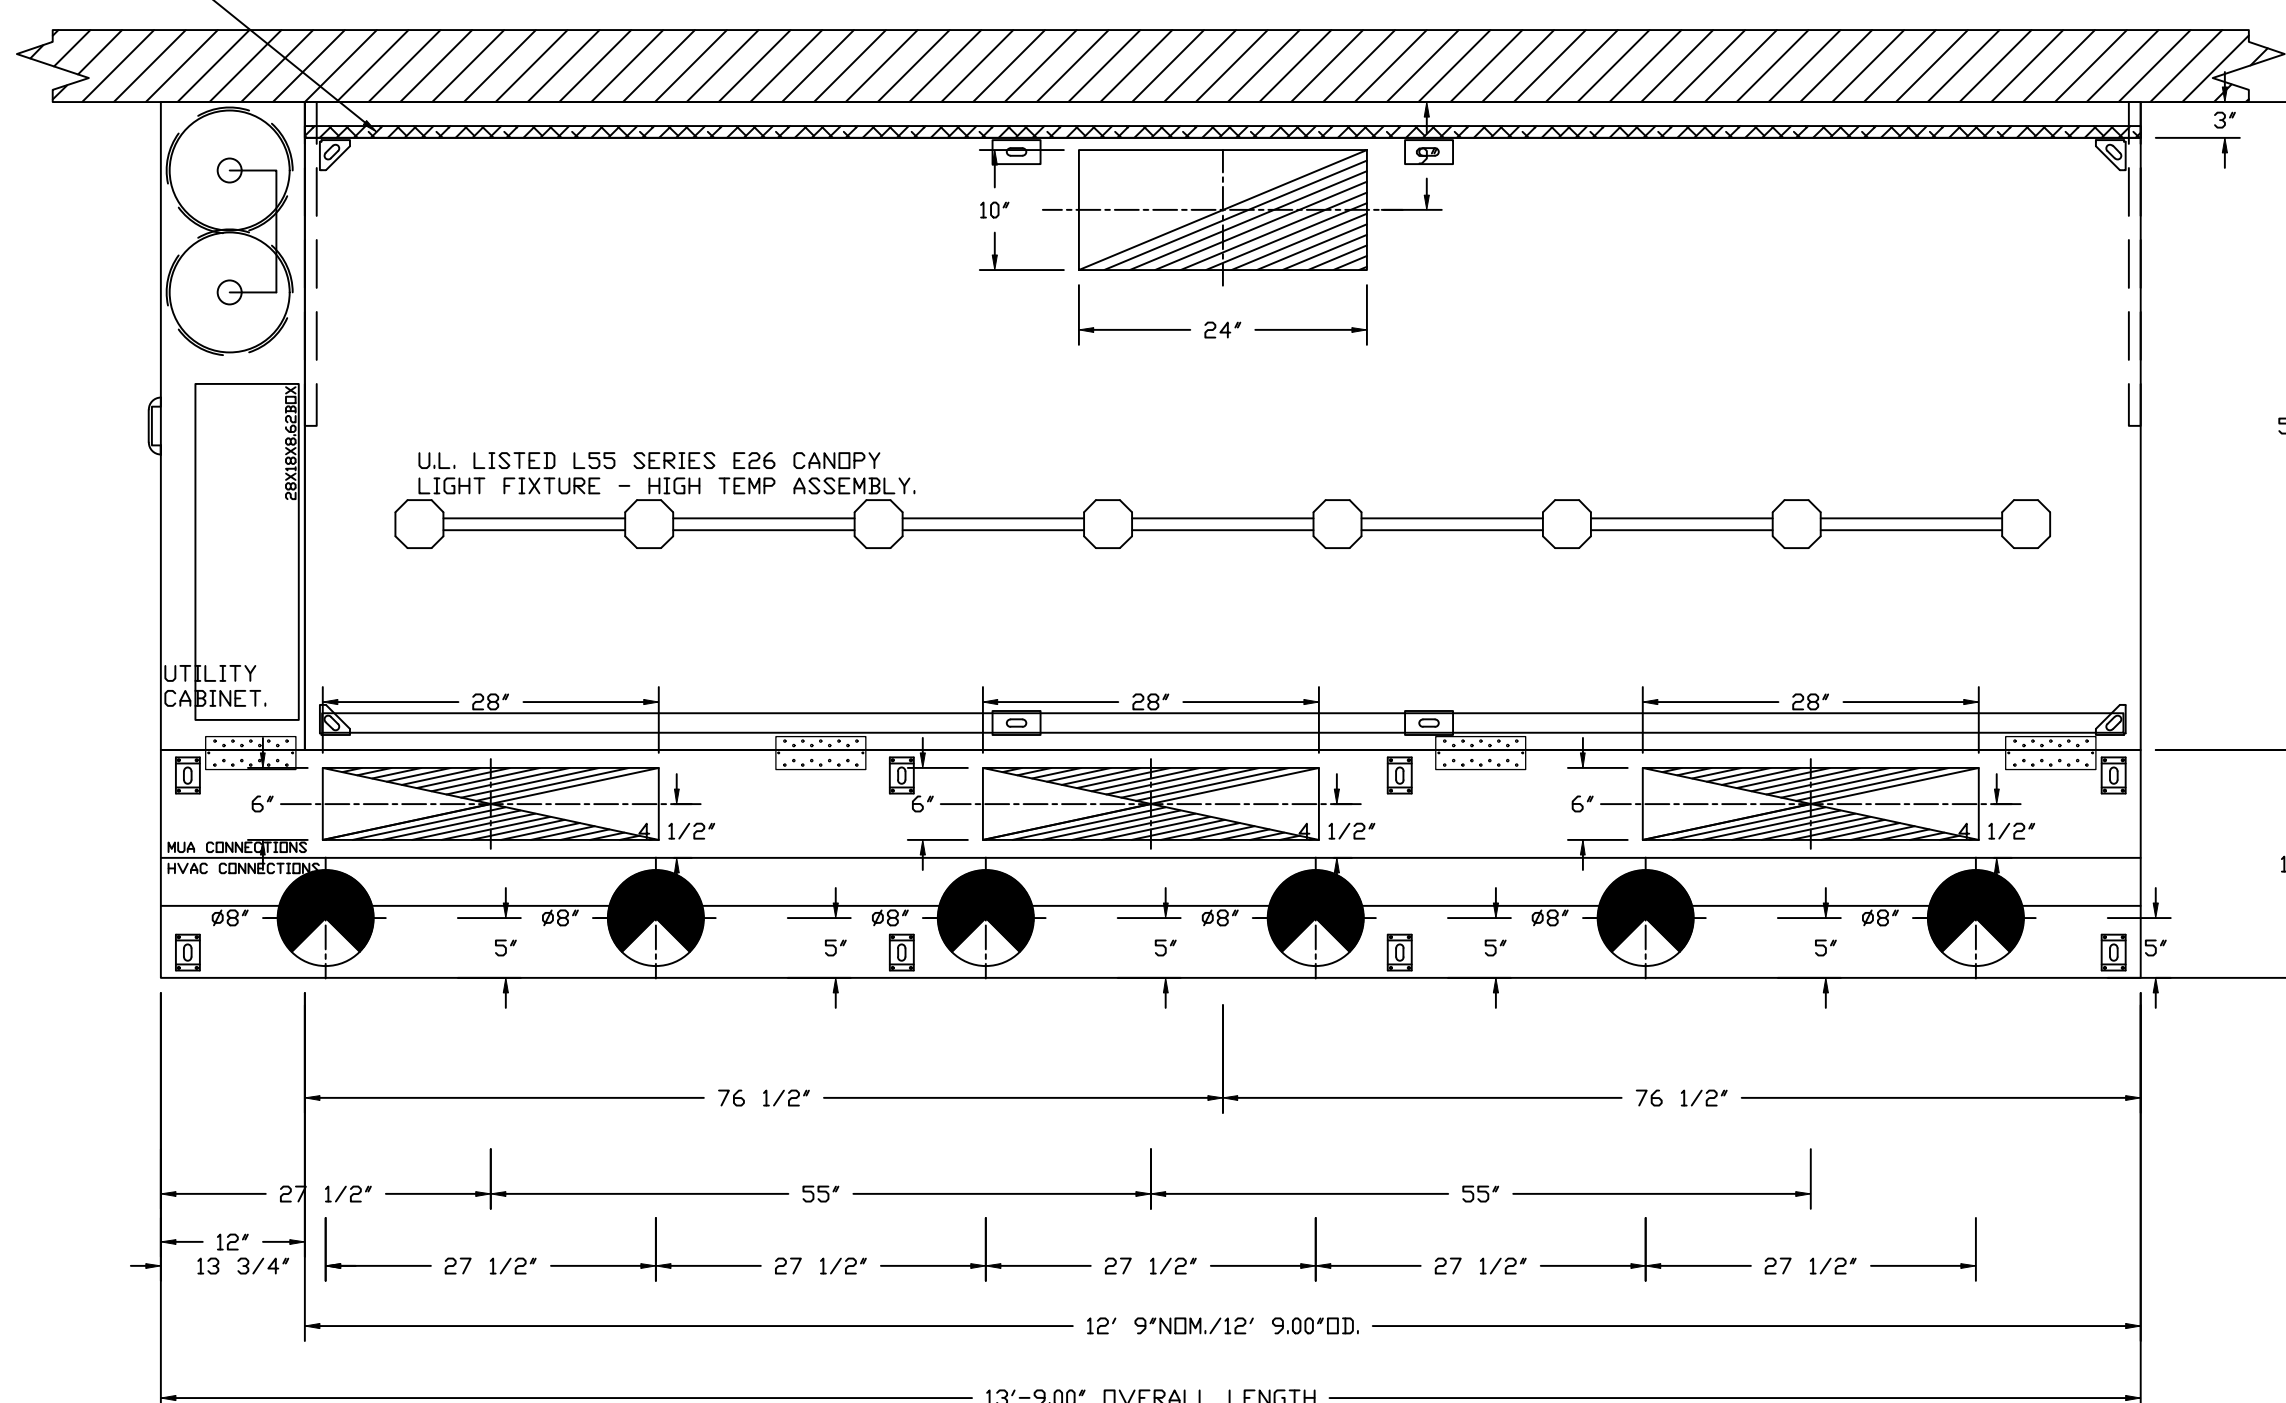 3″
9″
10″
24″
28X18X8.62BOX
U.L. LISTED L55 SERIES E26 CANOPY
LIGHT FIXTURE - HIGH TEMP ASSEMBLY.
UTILITY
CABINET.
28″ 28″ 28″
6″ 6″ 6″
4 1/2″ 4 1/2″ 4 1/2″
MUA CONNECTIONS
HVAC CONNECTIONS
ø8″ ø8″ ø8″ ø8″ ø8″ ø8″
5″ 5″ 5″ 5″ 5″ 5″
76 1/2″ 76 1/2″
27 1/2″ 55″ 55″
12″
13 3/4″ 27 1/2″ 27 1/2″ 27 1/2″ 27 1/2″ 27 1/2″
12′ 9″NOM./12′ 9.00″OD.
13′-9.00″ OVERALL LENGTH